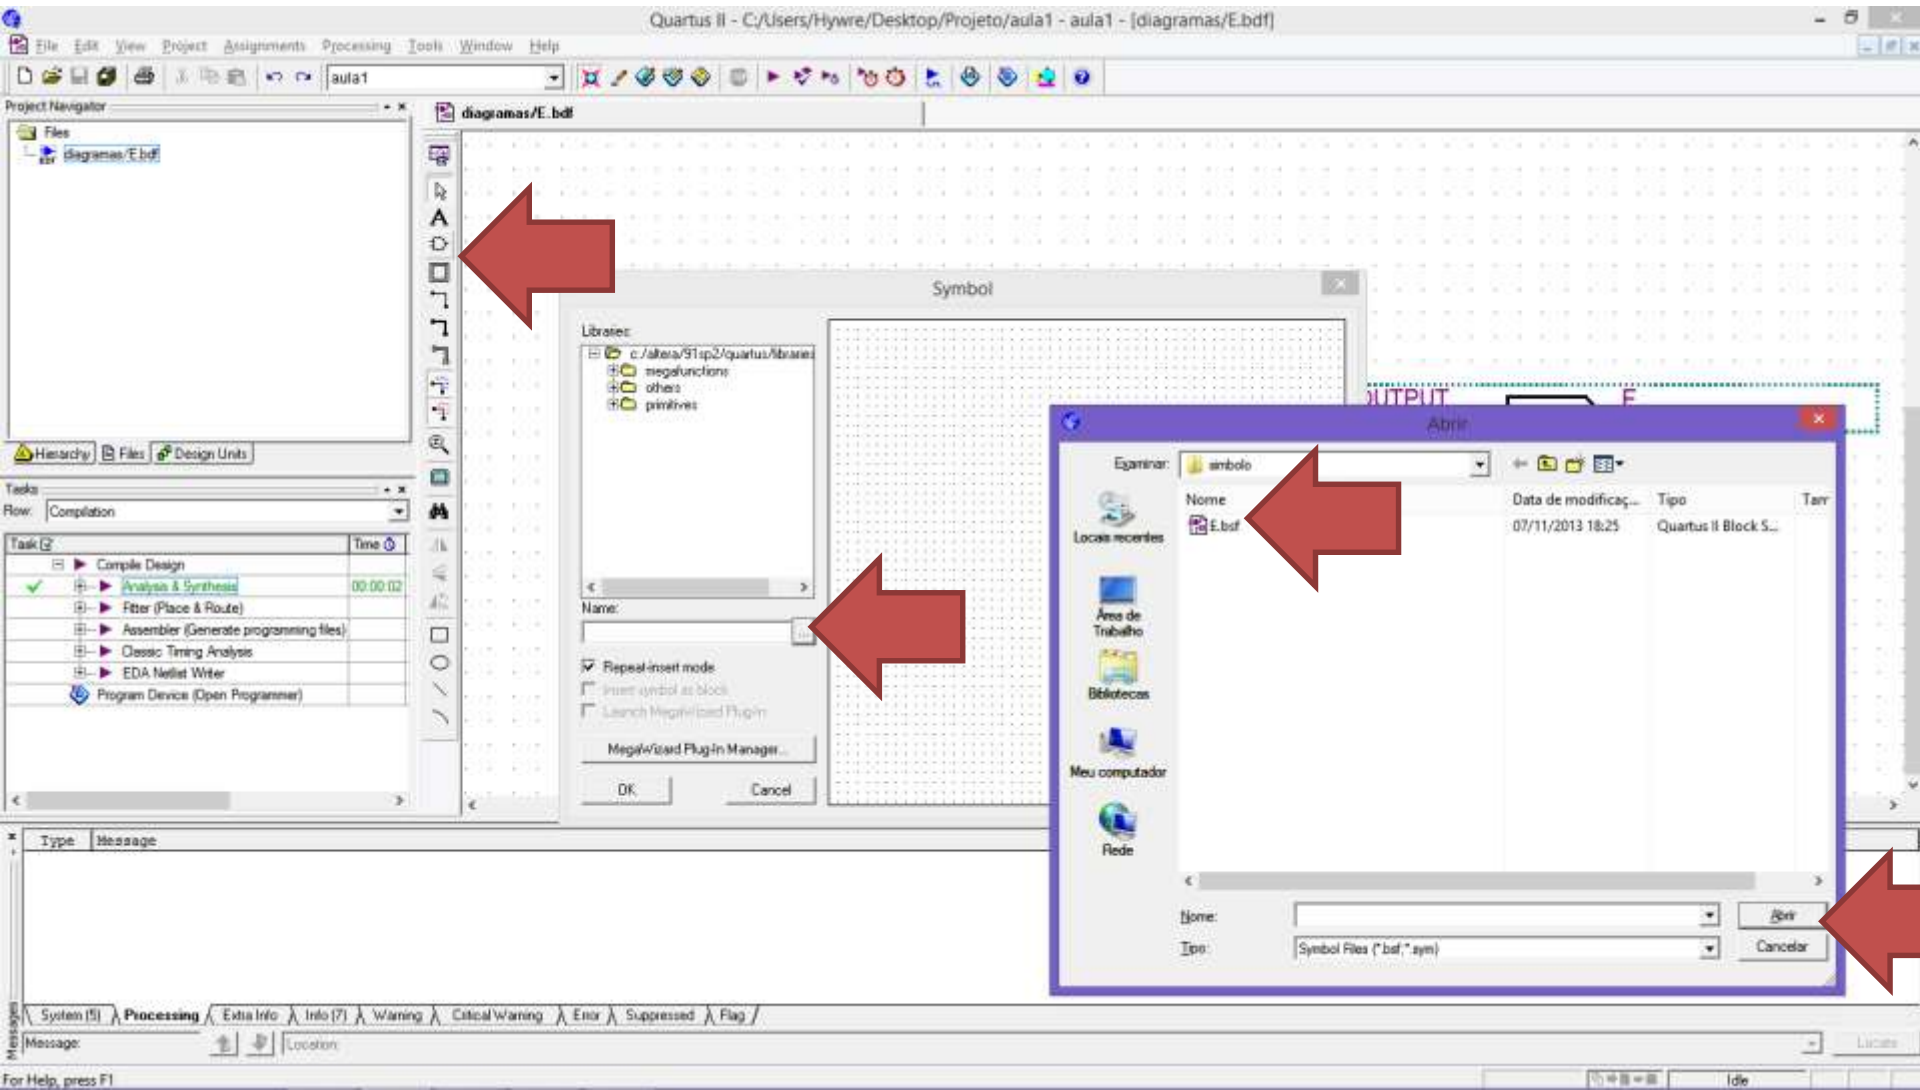 Quartus II - C:/Users/Hywre/Desktop/Projeto/aula1 - aula1 - [diagramas/E.bdf]
File Edit View Project Assignments Processing Tools Window Help
aula1
Project Navigator
diagramas/E.bdf
Files
diagramas/E.bdf
A
Symbol
Libraries:
c:/altera/91sp2/quartus/libraries
megafunctions
others
primitives
OUTPUT
E
Abrir
Hierarchy Files Design Units
Examinar: simbolo
Tasks
Flow: Compilation
Nome Data de modificaç... Tipo Tam
E.bsf 07/11/2013 18:25 Quartus II Block S...
Locais recentes
Task Time
Compile Design
Analysis & Synthesis 00:00:02
Fitter (Place & Route)
Assembler (Generate programming files)
Classic Timing Analysis
EDA Netlist Writer
Program Device (Open Programmer)
Name:
...
Repeat-insert mode
Insert symbol as block
Launch MegaWizard Plug-In
MegaWizard Plug-In Manager...
OK Cancel
Área de
Trabalho
Bibliotecas
Meu computador
Rede
Nome: Abrir
Tipo: Symbol Files (*.bsf;*.sym) Cancelar
Type Message
System (5) Processing Extra Info Info (7) Warning Critical Warning Error Suppressed Flag
Messages
Message: Location: Locate
For Help, press F1 Idle